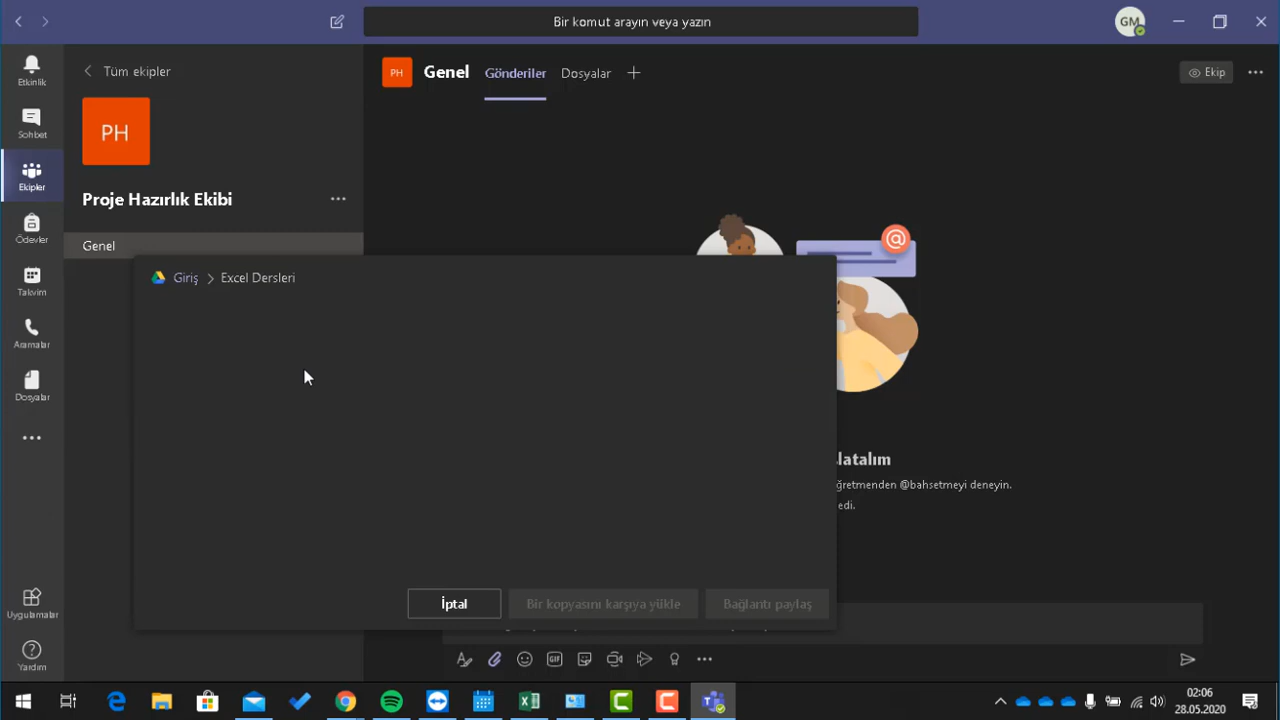 Bir komut arayın veya yazın
GM
Etkinlik
Sohbet
Ekipler
Ödevler
Takvim
Aramalar
Dosyalar
Uygulamalar
Yardım
Tüm ekipler
PH
Proje Hazırlık Ekibi
Genel
PH
Genel
Gönderiler
Dosyalar
Ekip
@
latalım
ğretmenden @bahsetmeyi deneyin.
edi.
Giriş
Excel Dersleri
İptal
Bir kopyasını karşıya yükle
Bağlantı paylaş
GIF
02:06
28.05.2020